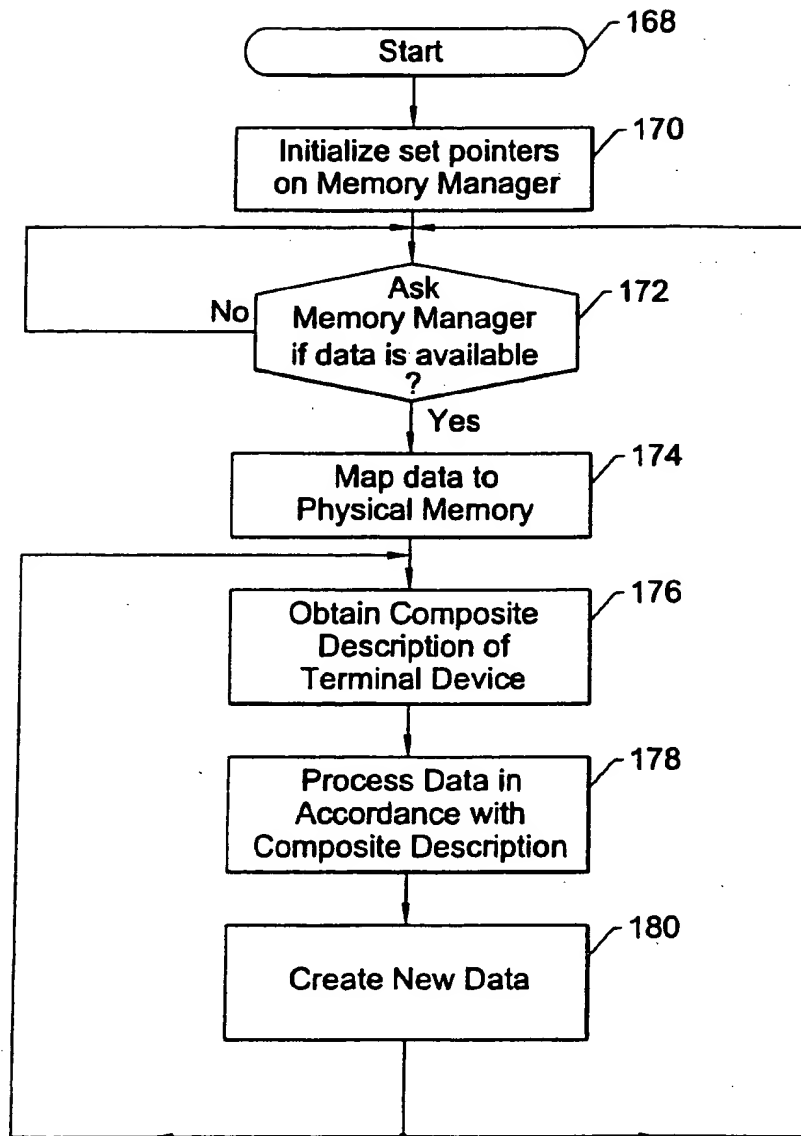 Start
168
Initialize set pointers
on Memory Manager
170
Ask
Memory Manager
if data is available
?
172
No
Yes
Map data to
Physical Memory
174
Obtain Composite
Description of
Terminal Device
176
Process Data in
Accordance with
Composite Description
178
Create New Data
180